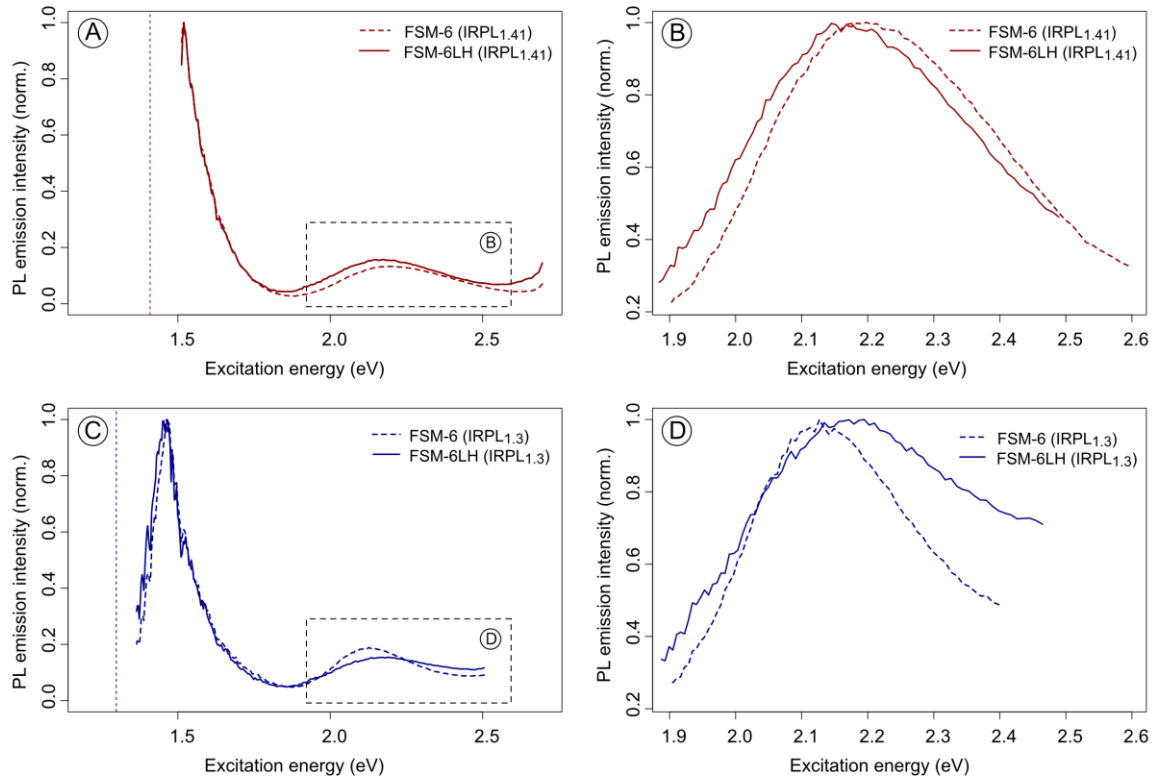 A
FSM-6 (IRPL1.41)
FSM-6LH (IRPL1.41)
B
PL emission intensity (norm.)
0.0 0.2 0.4 0.6 0.8 1.0
1.5 2.0 2.5
Excitation energy (eV)
B
FSM-6 (IRPL1.41)
FSM-6LH (IRPL1.41)
PL emission intensity (norm.)
0.2 0.4 0.6 0.8 1.0
1.9 2.0 2.1 2.2 2.3 2.4 2.5 2.6
Excitation energy (eV)
C
FSM-6 (IRPL1.3)
FSM-6LH (IRPL1.3)
D
PL emission intensity (norm.)
0.0 0.2 0.4 0.6 0.8 1.0
1.5 2.0 2.5
Excitation energy (eV)
D
FSM-6 (IRPL1.3)
FSM-6LH (IRPL1.3)
PL emission intensity (norm.)
0.2 0.4 0.6 0.8 1.0
1.9 2.0 2.1 2.2 2.3 2.4 2.5 2.6
Excitation energy (eV)